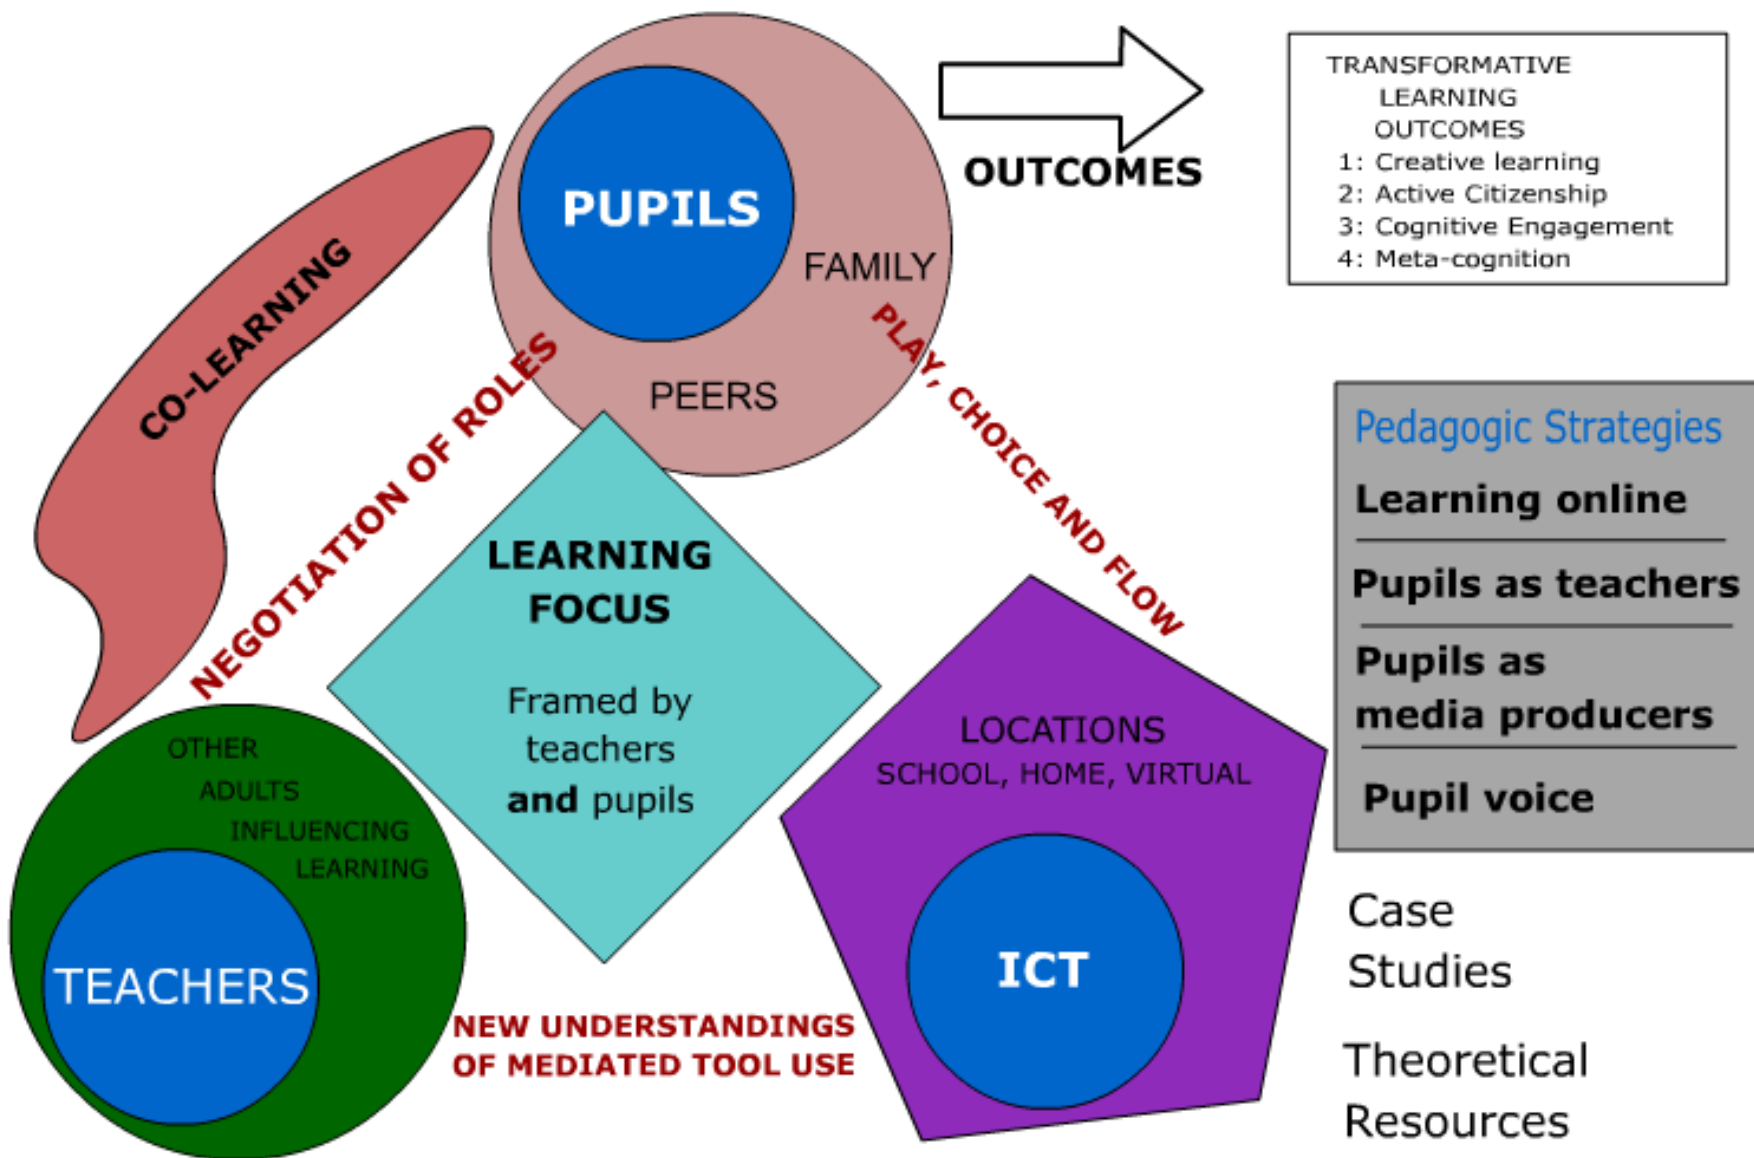 PUPILS
FAMILY
PEERS
OUTCOMES
TRANSFORMATIVE
LEARNING
OUTCOMES
1: Creative learning
2: Active Citizenship
3: Cognitive Engagement
4: Meta-cognition
CO-LEARNING
NEGOTIATION OF ROLES
PLAY, CHOICE AND FLOW
LEARNING
FOCUS
Framed by
teachers
and pupils
OTHER
ADULTS
INFLUENCING
LEARNING
TEACHERS
NEW UNDERSTANDINGS
OF MEDIATED TOOL USE
LOCATIONS
SCHOOL, HOME, VIRTUAL
ICT
Pedagogic Strategies
Learning online
Pupils as teachers
Pupils as
media producers
Pupil voice
Case
Studies
Theoretical
Resources